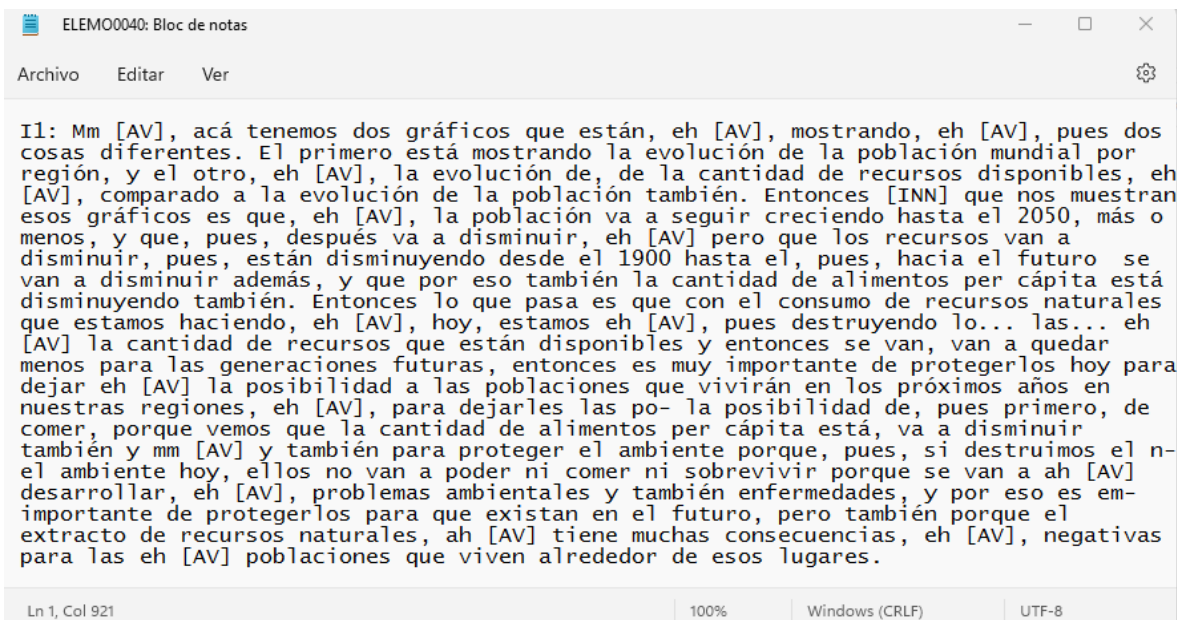 ELEMO0040: Bloc de notas
Archivo Editar Ver
I1: Mm [AV], acá tenemos dos gráficos que están, eh [AV], mostrando, eh [AV], pues dos
cosas diferentes. El primero está mostrando la evolución de la población mundial por
región, y el otro, eh [AV], la evolución de, de la cantidad de recursos disponibles, eh
[AV], comparado a la evolución de la población también. Entonces [INN] que nos muestran
esos gráficos es que, eh [AV], la población va a seguir creciendo hasta el 2050, más o
menos, y que, pues, después va a disminuir, eh [AV] pero que los recursos van a
disminuir, pues, están disminuyendo desde el 1900 hasta el, pues, hacia el futuro  se
van a disminuir además, y que por eso también la cantidad de alimentos per cápita está
disminuyendo también. Entonces lo que pasa es que con el consumo de recursos naturales
que estamos haciendo, eh [AV], hoy, estamos eh [AV], pues destruyendo lo... las... eh
[AV] la cantidad de recursos que están disponibles y entonces se van, van a quedar
menos para las generaciones futuras, entonces es muy importante de protegerlos hoy para
dejar eh [AV] la posibilidad a las poblaciones que vivirán en los próximos años en
nuestras regiones, eh [AV], para dejarles las po- la posibilidad de, pues primero, de
comer, porque vemos que la cantidad de alimentos per cápita está, va a disminuir
también y mm [AV] y también para proteger el ambiente porque, pues, si destruimos el n-
el ambiente hoy, ellos no van a poder ni comer ni sobrevivir porque se van a ah [AV]
desarrollar, eh [AV], problemas ambientales y también enfermedades, y por eso es em-
importante de protegerlos para que existan en el futuro, pero también porque el
extracto de recursos naturales, ah [AV] tiene muchas consecuencias, eh [AV], negativas
para las eh [AV] poblaciones que viven alrededor de esos lugares.
Ln 1, Col 921 100% Windows (CRLF) UTF-8